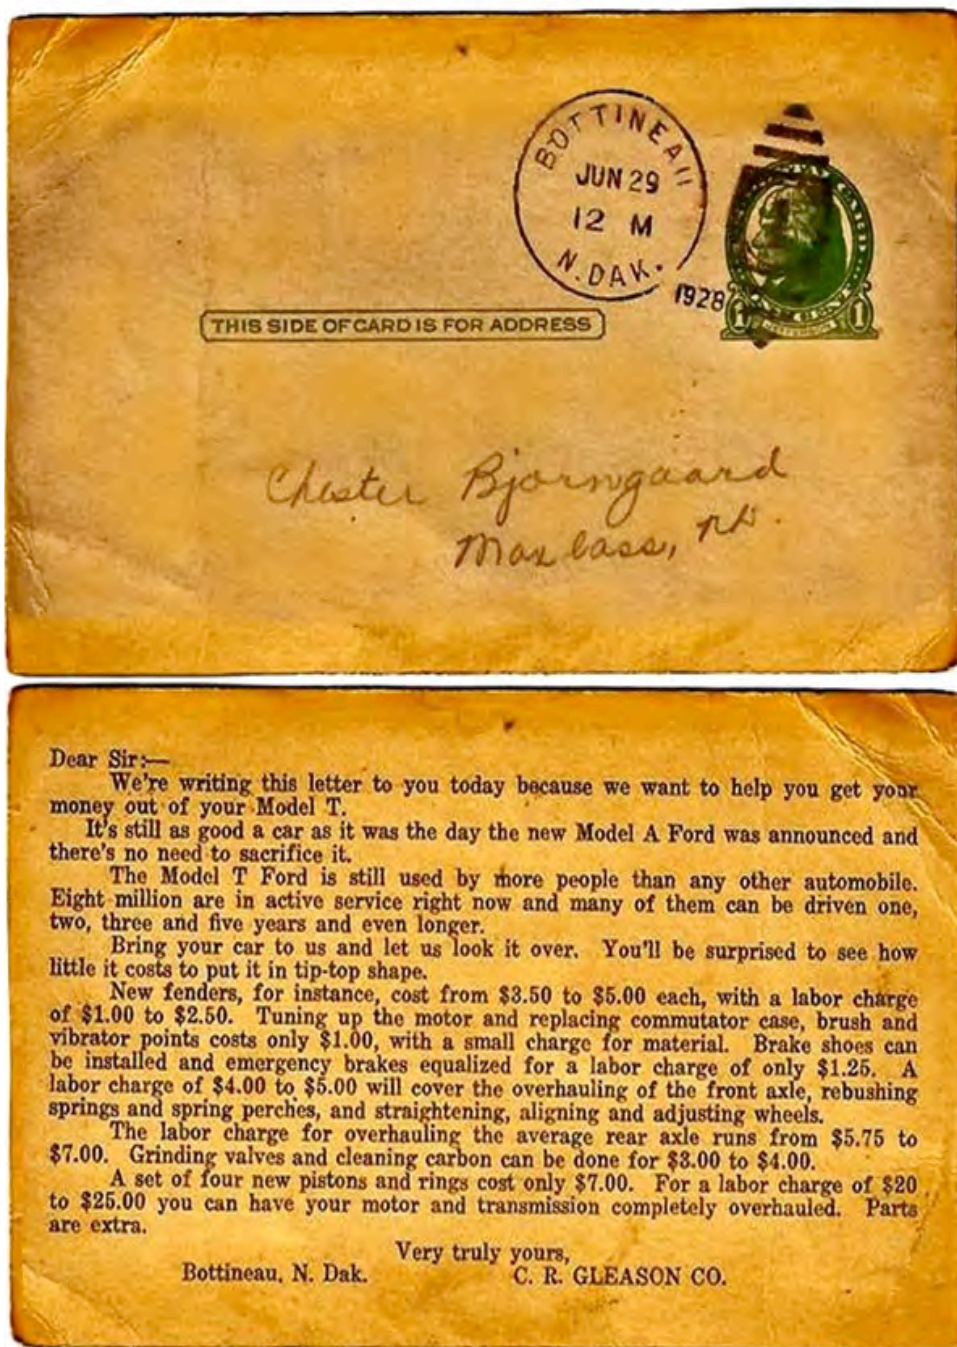 BOTTINEAU
JUN 29
12 M
N. DAK.
1928
1 JEFFERSON 1
THIS SIDE OF CARD IS FOR ADDRESS
Chester Bjorngaard
Maxbass, ND.
Dear Sir:—
We're writing this letter to you today because we want to help you get your
money out of your Model T.
It's still as good a car as it was the day the new Model A Ford was announced and
there's no need to sacrifice it.
The Model T Ford is still used by more people than any other automobile.
Eight million are in active service right now and many of them can be driven one,
two, three and five years and even longer.
Bring your car to us and let us look it over. You'll be surprised to see how
little it costs to put it in tip-top shape.
New fenders, for instance, cost from $3.50 to $5.00 each, with a labor charge
of $1.00 to $2.50. Tuning up the motor and replacing commutator case, brush and
vibrator points costs only $1.00, with a small charge for material. Brake shoes can
be installed and emergency brakes equalized for a labor charge of only $1.25. A
labor charge of $4.00 to $5.00 will cover the overhauling of the front axle, rebushing
springs and spring perches, and straightening, aligning and adjusting wheels.
The labor charge for overhauling the average rear axle runs from $5.75 to
$7.00. Grinding valves and cleaning carbon can be done for $3.00 to $4.00.
A set of four new pistons and rings cost only $7.00. For a labor charge of $20
to $25.00 you can have your motor and transmission completely overhauled. Parts
are extra.
Very truly yours,
Bottineau, N. Dak. C. R. GLEASON CO.